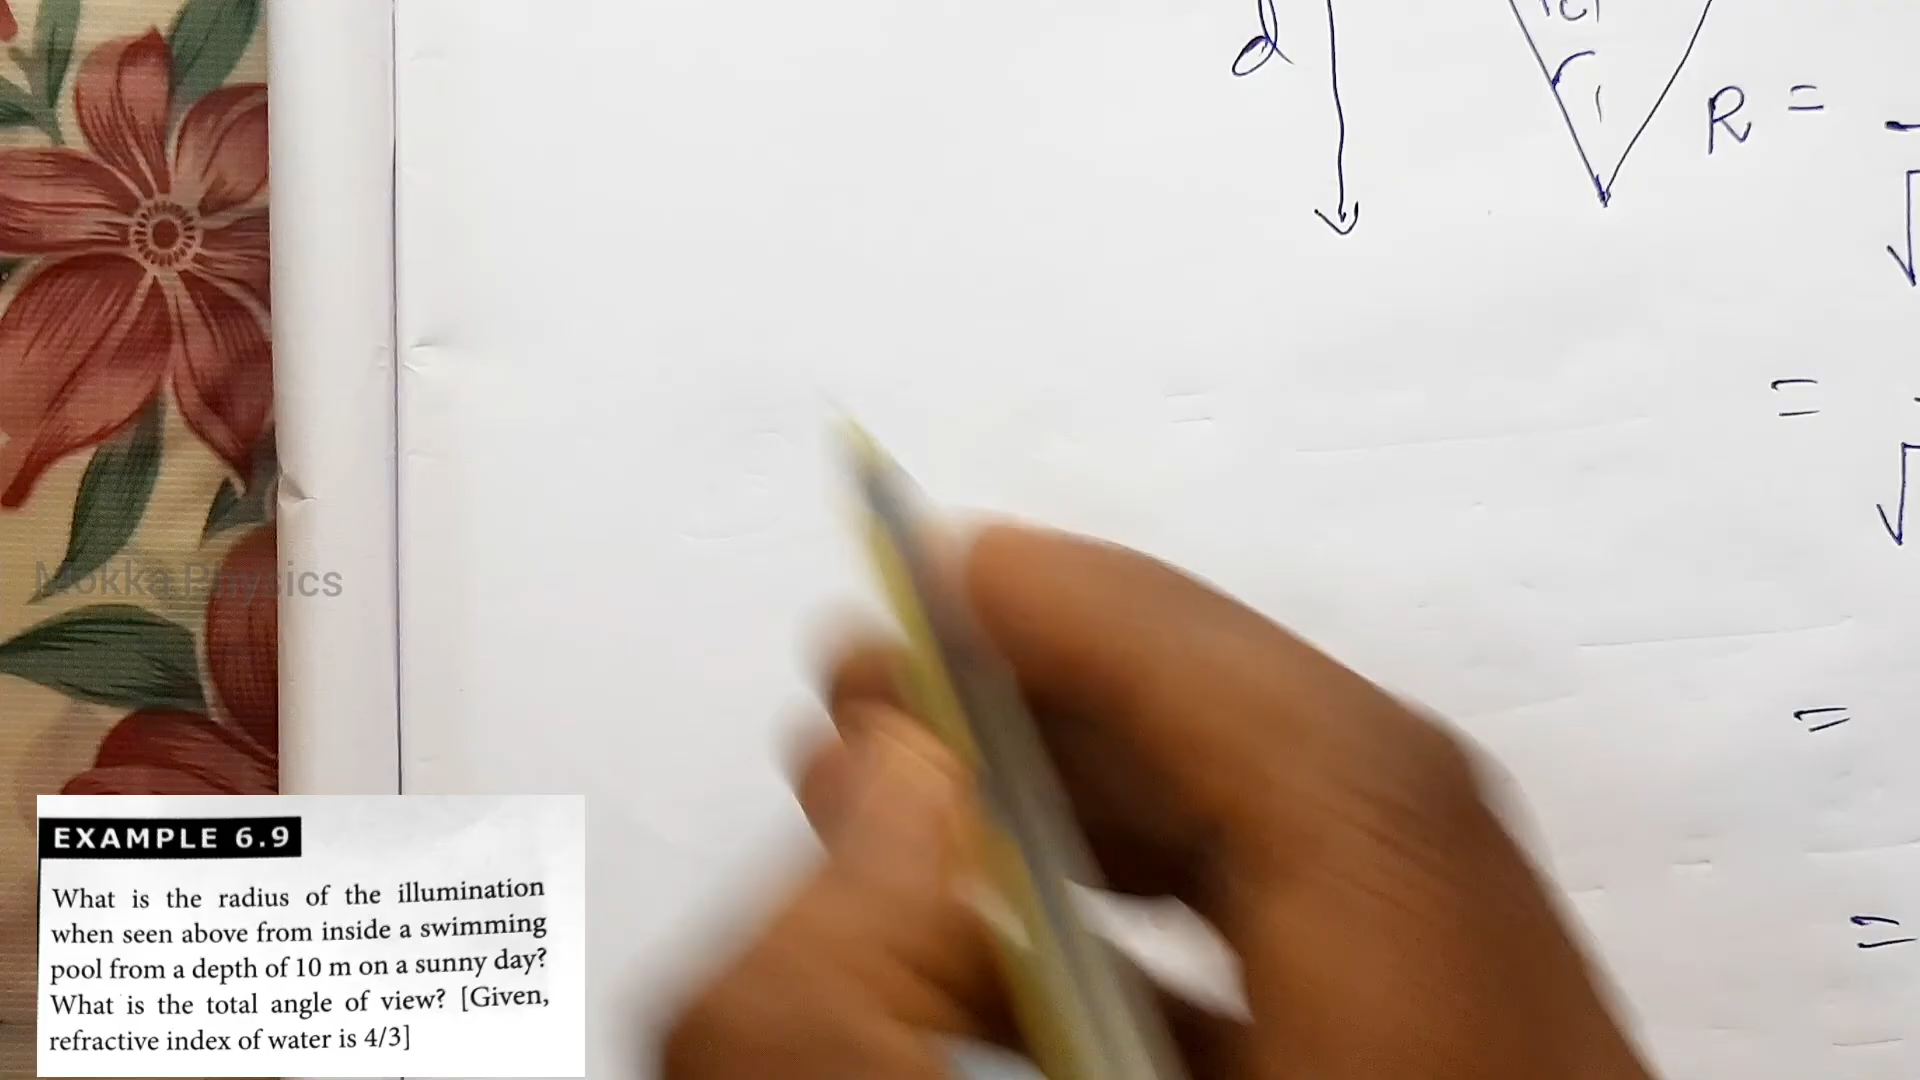 d
R =
=
=
=
Mokka Physics
EXAMPLE 6.9
What is the radius of the illumination
when seen above from inside a swimming
pool from a depth of 10 m on a sunny day?
What is the total angle of view? [Given,
refractive index of water is 4/3]